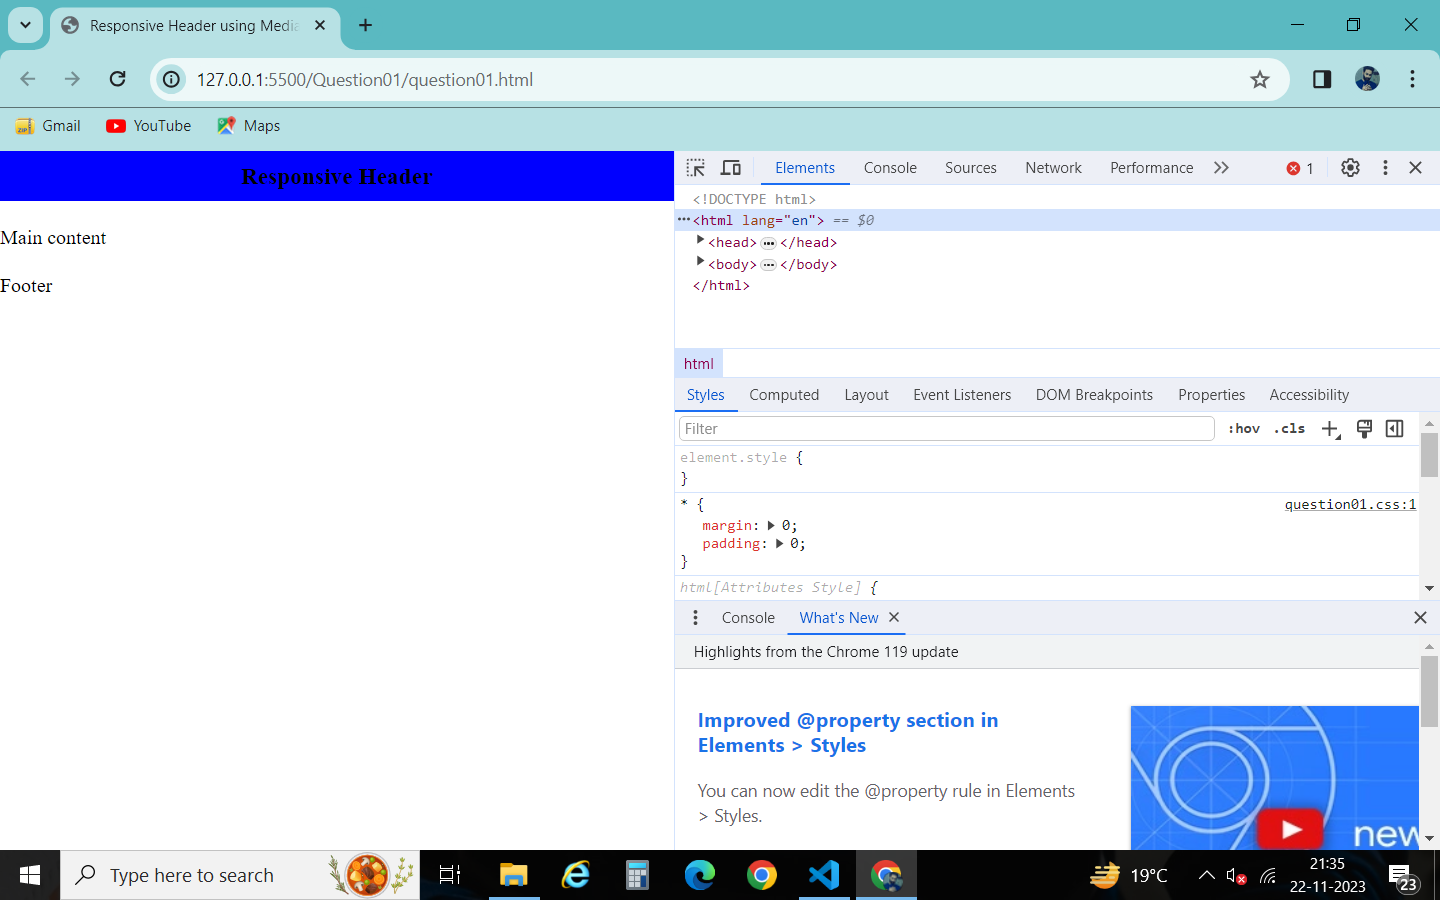 Responsive Header using Media
127.0.0.1:5500/Question01/question01.html
Gmail YouTube Maps
Responsive Header
Main content
Footer
Elements Console Sources Network Performance 1
<!DOCTYPE html>
<html lang="en"> == $0
<head> </head>
<body> </body>
</html>
html
Styles Computed Layout Event Listeners DOM Breakpoints Properties Accessibility
Filter :hov .cls
element.style {
}
* { question01.css:1
margin: 0;
padding: 0;
}
html[Attributes Style] {
Console What's New
Highlights from the Chrome 119 update
Improved @property section in
Elements > Styles
You can now edit the @property rule in Elements
> Styles.
new
Type here to search
19°C
21:35
22-11-2023
23